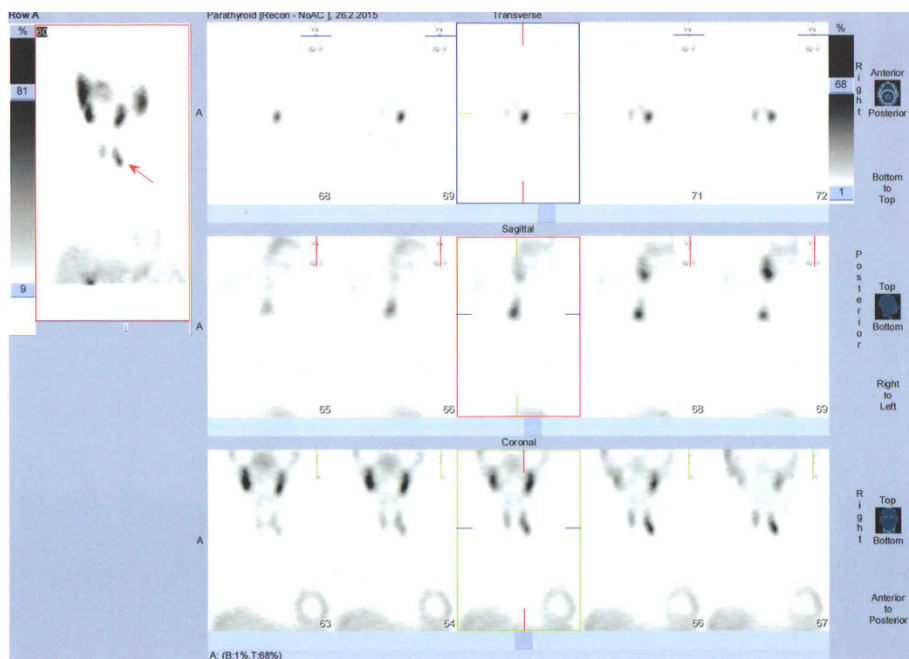 Row A
Parathyroid [Recon - NoAC ], 26.2.2015
Transverse
%
60
81
9
A
68
69
71
72
%
68
1
Right
Anterior
Posterior
Bottom
to
Top
Sagittal
A
65
66
68
69
Posterior
Top
Bottom
Right
to
Left
Coronal
A
63
64
66
67
Right
Top
Bottom
Anterior
to
Posterior
A: (B:1%,T:68%)